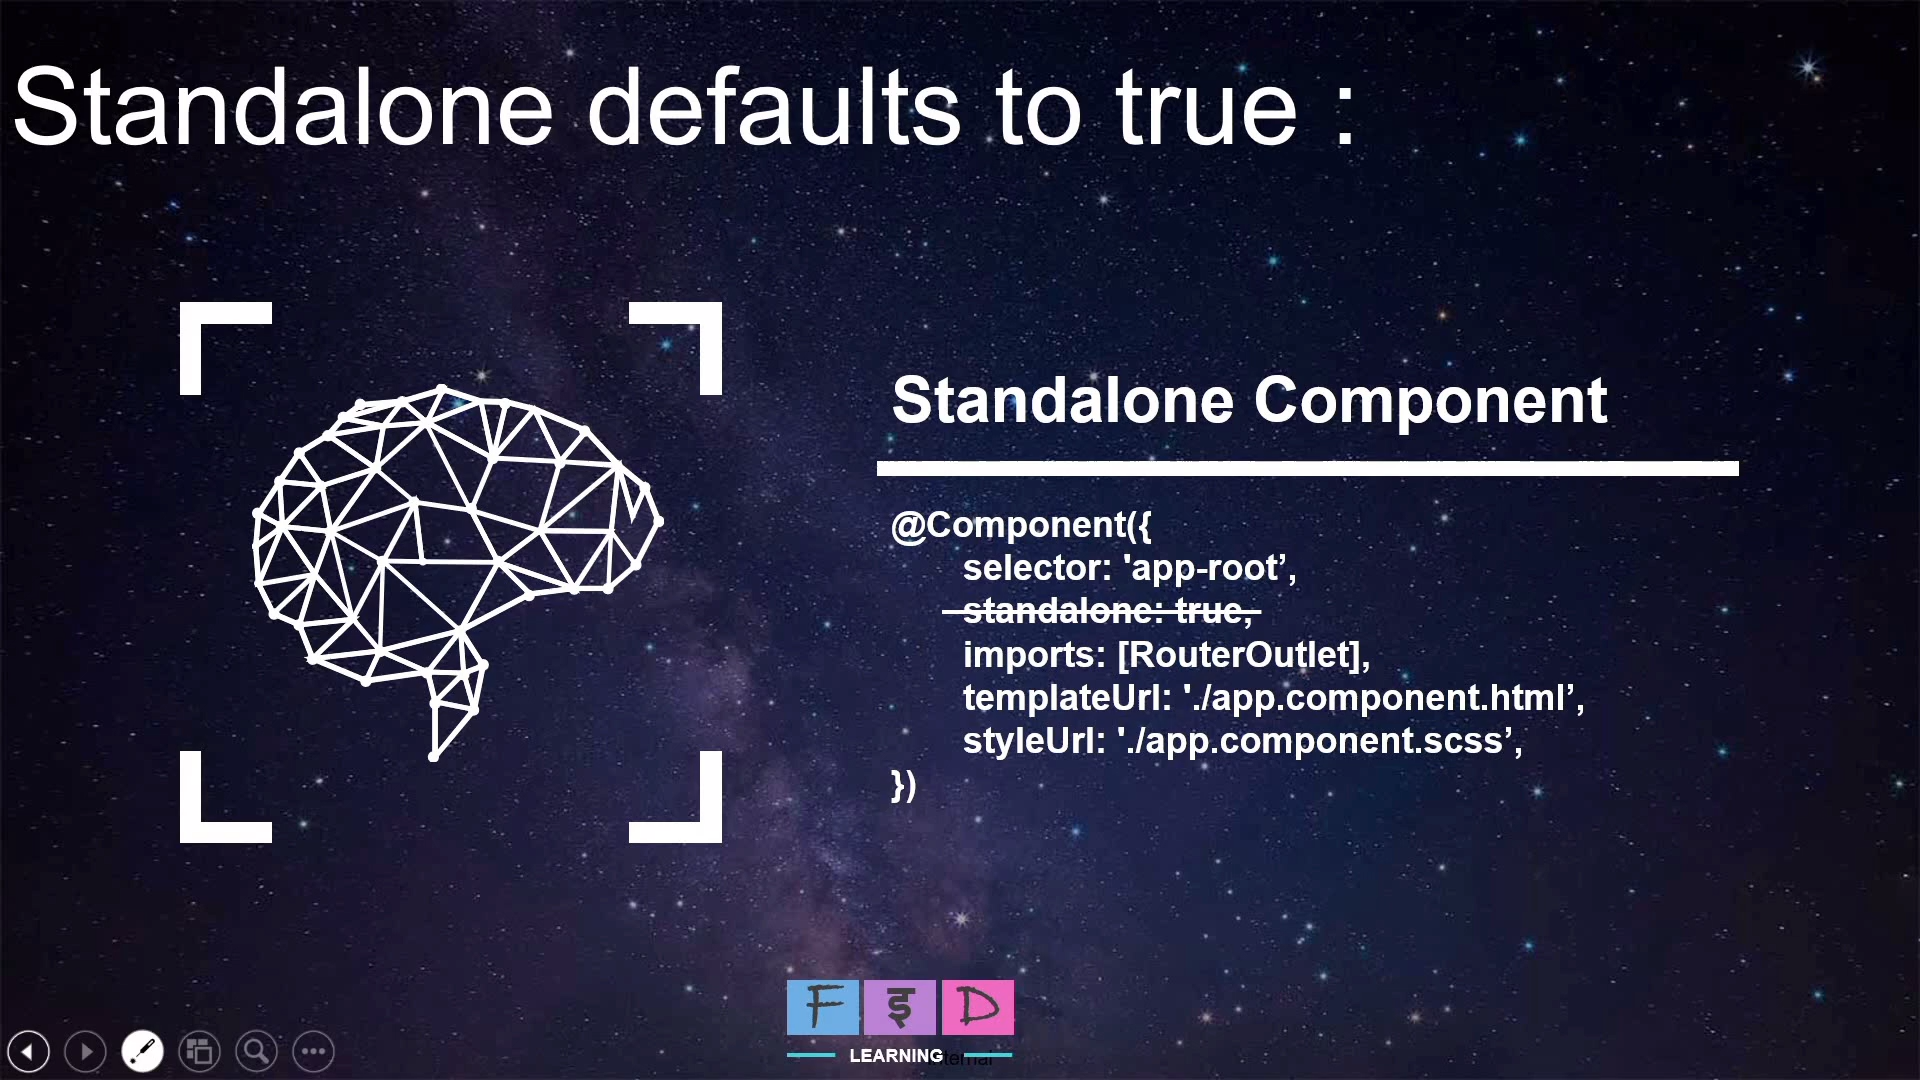 Standalone defaults to true :
Standalone Component
@Component({
selector: 'app-root’,
standalone: true,
imports: [RouterOutlet],
templateUrl: './app.component.html’,
styleUrl: './app.component.scss’,
})
F इ D
LEARNING